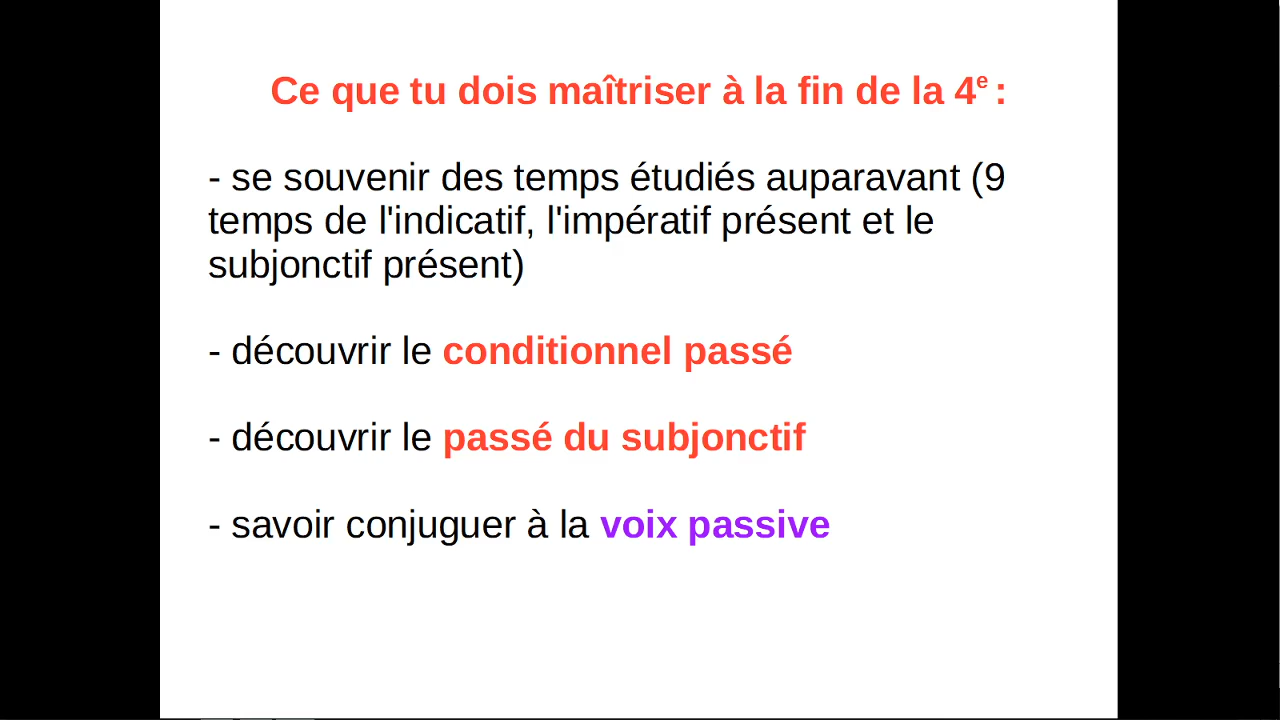 Ce que tu dois maîtriser à la fin de la 4e :
- se souvenir des temps étudiés auparavant (9
temps de l'indicatif, l'impératif présent et le
subjonctif présent)
- découvrir le conditionnel passé
- découvrir le passé du subjonctif
- savoir conjuguer à la voix passive